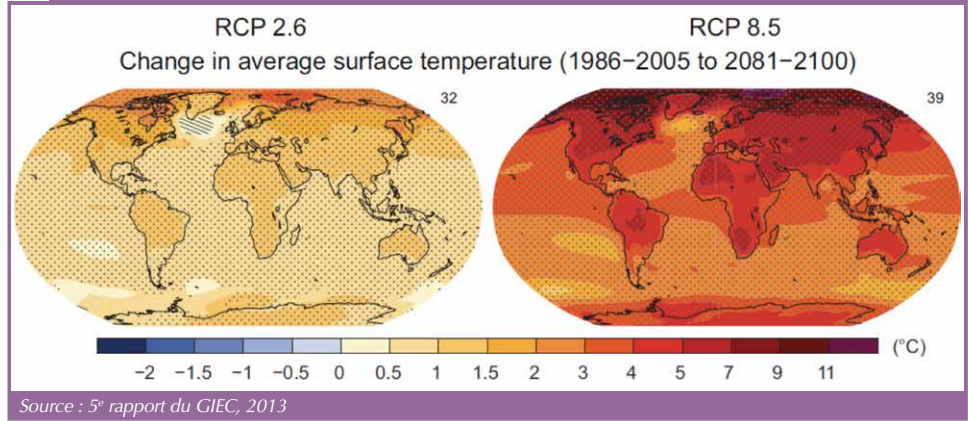 RCP 2.6 RCP 8.5
Change in average surface temperature (1986−2005 to 2081−2100)
32 39
(°C)
−2 −1.5 −1 −0.5 0 0.5 1 1.5 2 3 4 5 7 9 11
Source : 5e rapport du GIEC, 2013